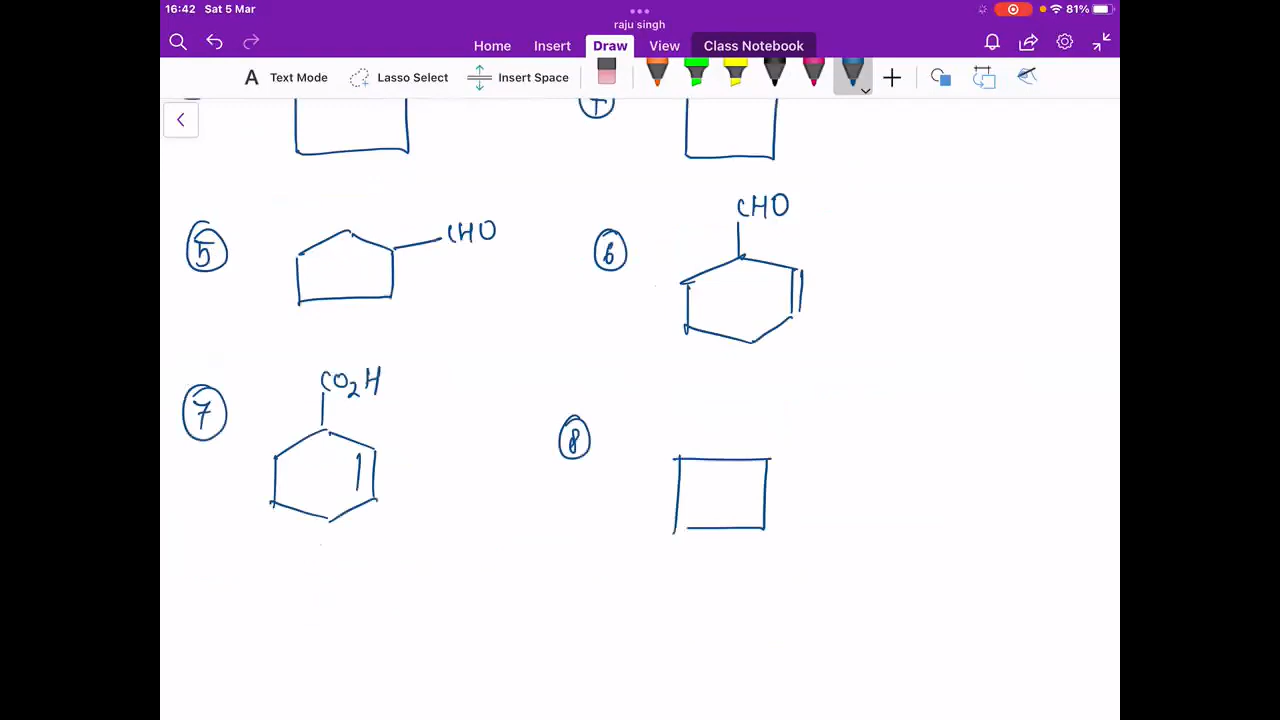 16:42 Sat 5 Mar
81%
raju singh
Home Insert Draw View Class Notebook
A Text Mode Lasso Select Insert Space
5
CHO
6
CHO
7
CO2H
8